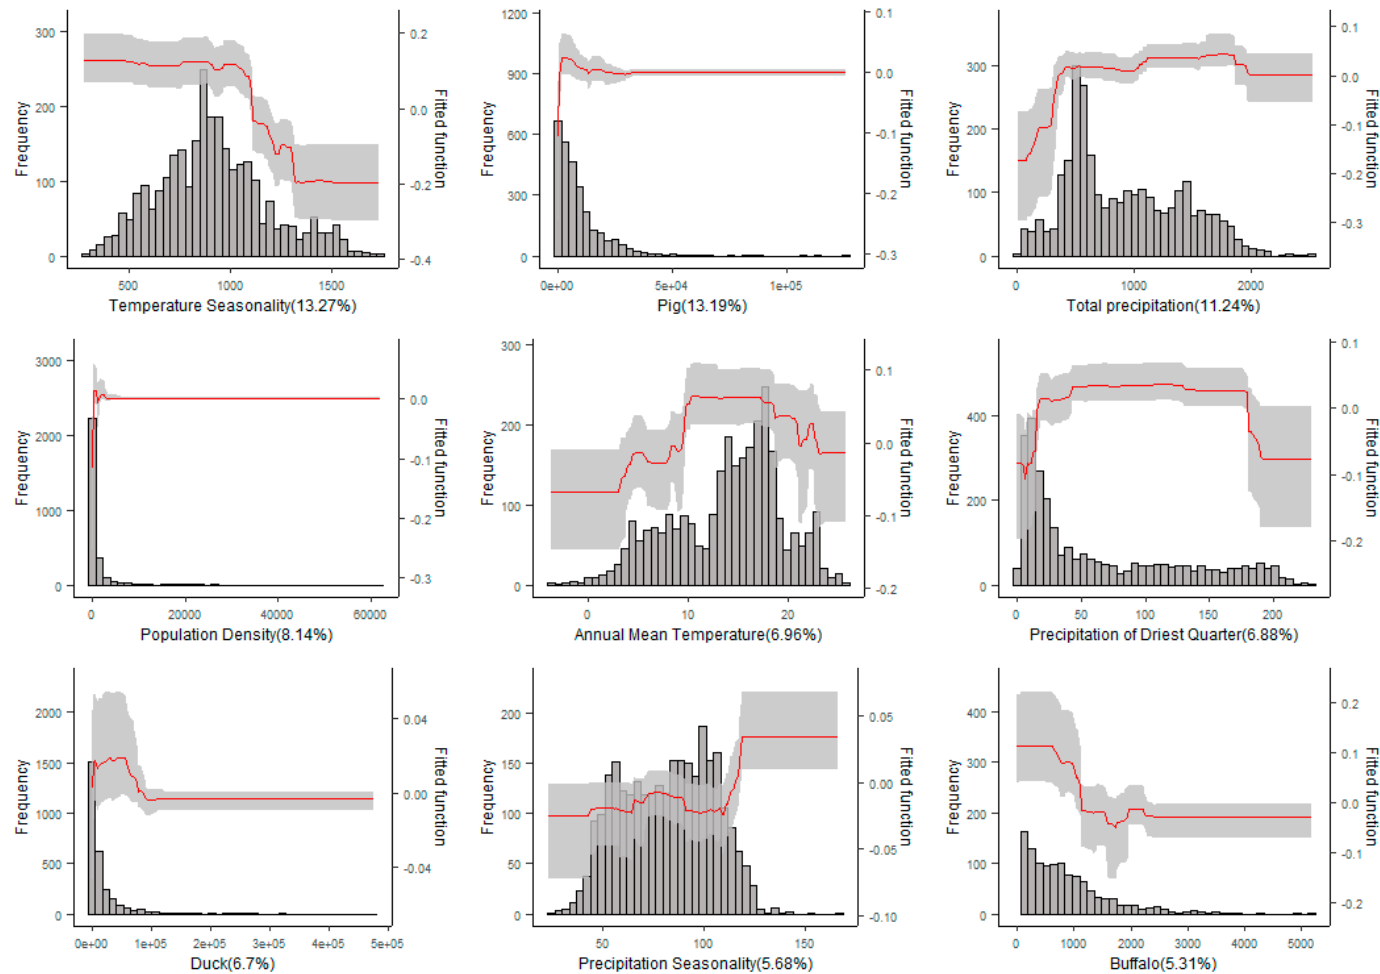 300
200
100
0
Frequency
0.2
0.0
-0.2
-0.4
Fitted function
500 1000 1500
Temperature Seasonality(13.27%)
1200
900
600
300
0
Frequency
0.1
0.0
-0.1
-0.2
-0.3
Fitted function
0e+00 5e+04 1e+05
Pig(13.19%)
300
200
100
0
Frequency
0.1
0.0
-0.1
-0.2
-0.3
Fitted function
0 1000 2000
Total precipitation(11.24%)
3000
2000
1000
0
Frequency
0.0
-0.1
-0.2
-0.3
Fitted function
0 20000 40000 60000
Population Density(8.14%)
300
200
100
0
Frequency
0.1
0.0
-0.1
-0.2
Fitted function
0 10 20
Annual Mean Temperature(6.96%)
400
200
0
Frequency
0.1
0.0
-0.1
-0.2
Fitted function
0 50 100 150 200
Precipitation of Driest Quarter(6.88%)
2000
1500
1000
500
0
Frequency
0.04
0.00
-0.04
Fitted function
0e+00 1e+05 2e+05 3e+05 4e+05 5e+05
Duck(6.7%)
200
150
100
50
0
Frequency
0.05
0.00
-0.05
-0.10
Fitted function
50 100 150
Precipitation Seasonality(5.68%)
400
300
200
100
0
Frequency
0.2
0.1
0.0
-0.1
-0.2
Fitted function
0 1000 2000 3000 4000 5000
Buffalo(5.31%)